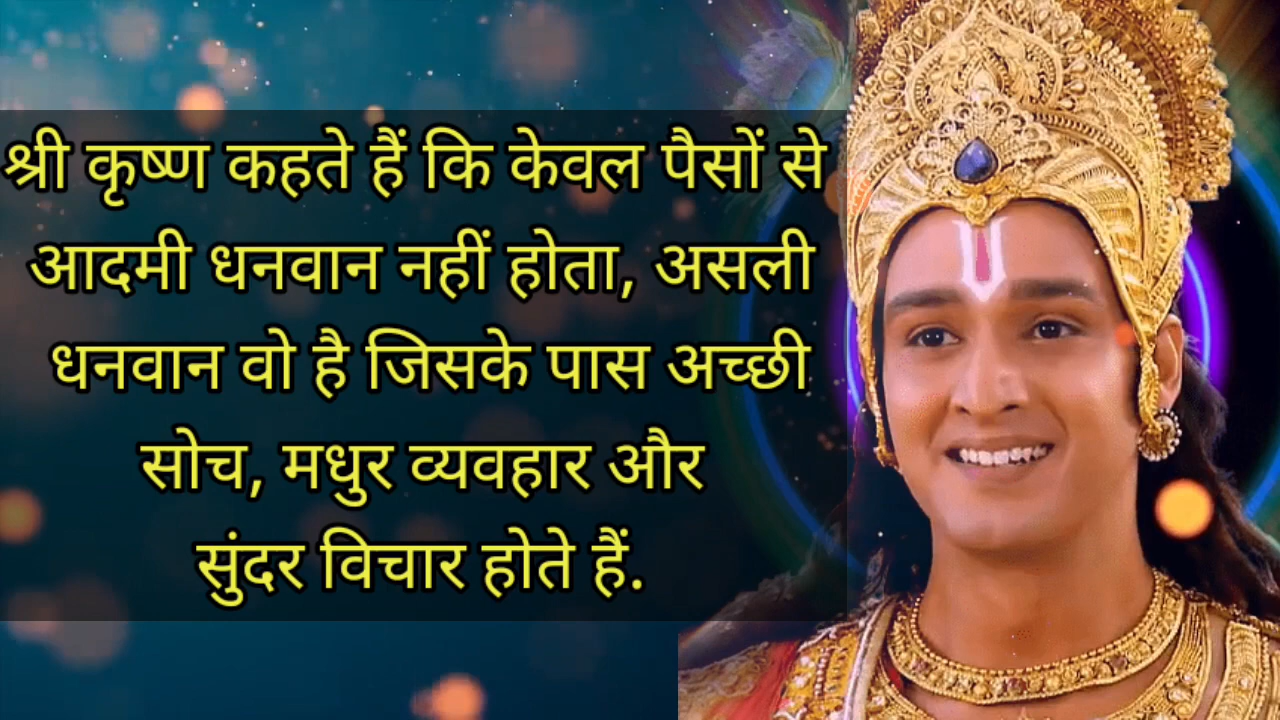 श्री कृष्ण कहते हैं कि केवल पैसों से
आदमी धनवान नहीं होता, असली
धनवान वो है जिसके पास अच्छी
सोच, मधुर व्यवहार और
सुंदर विचार होते हैं.